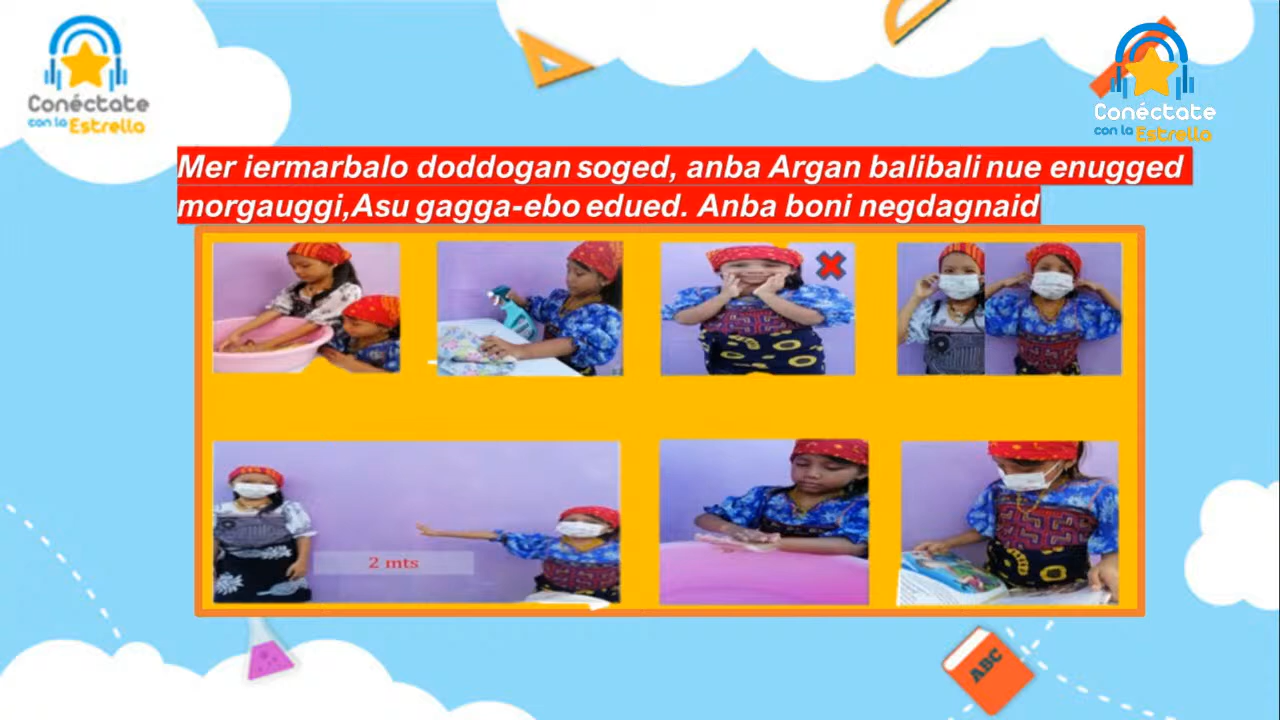 Conéctate
con la Estrella
Conéctate
con la Estrella
Mer iermarbalo doddogan soged, anba Argan balibali nue enugged
morgauggi,Asu gagga-ebo edued. Anba boni negdagnaid
2 mts
ABC